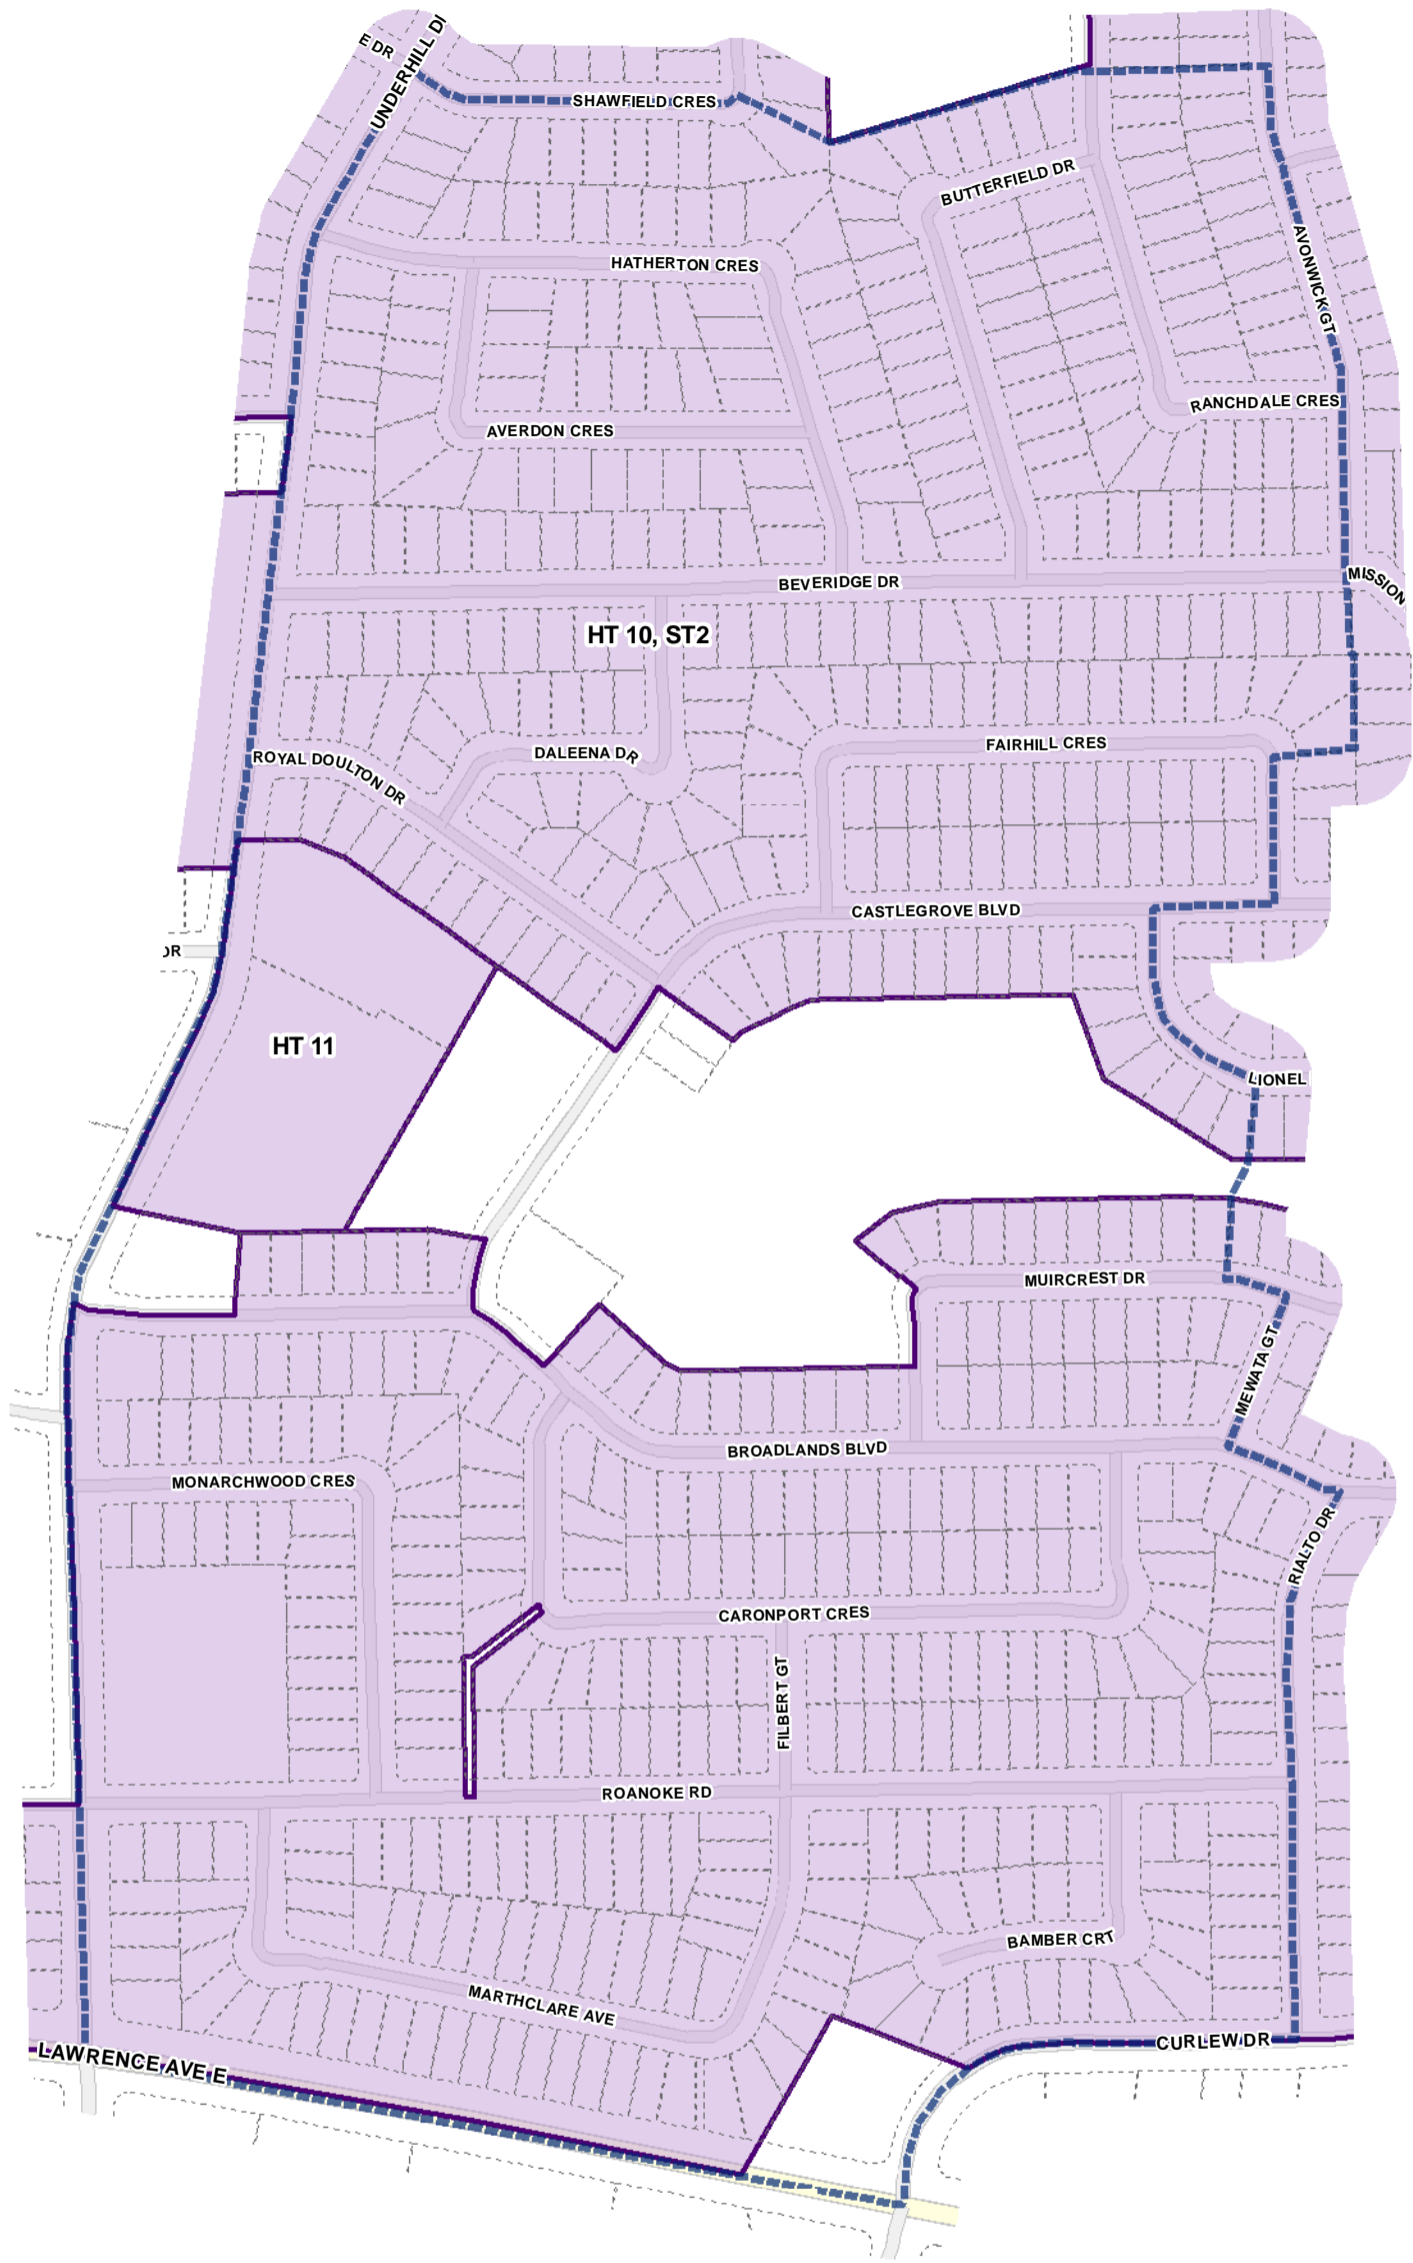 E DR
UNDERHILL DI
SHAWFIELD CRES
BUTTERFIELD DR
AVONWICK GT
HATHERTON CRES
RANCHDALE CRES
AVERDON CRES
BEVERIDGE DR
MISSION
HT 10, ST2
DALEENA DR
FAIRHILL CRES
ROYAL DOULTON DR
CASTLEGROVE BLVD
DR
HT 11
LIONEL
MUIRCREST DR
MEWATA GT
BROADLANDS BLVD
MONARCHWOOD CRES
RIALTO DR
CARONPORT CRES
FILBERT GT
ROANOKE RD
BAMBER CRT
MARTHCLARE AVE
CURLEW DR
LAWRENCE AVE E